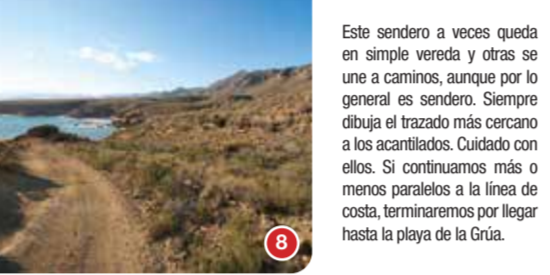 Este sendero a veces queda
en simple vereda y otras se
une a caminos, aunque por lo
general es sendero. Siempre
dibuja el trazado más cercano
a los acantilados. Cuidado con
ellos. Si continuamos más o
menos paralelos a la línea de
costa, terminaremos por llegar
hasta la playa de la Grúa.
8